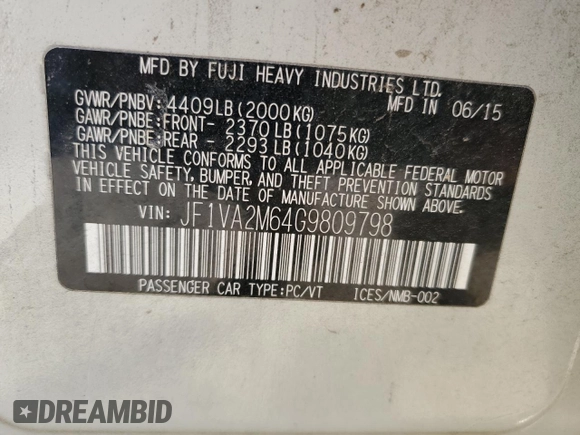 MFD BY FUJI HEAVY INDUSTRIES LTD.
GVWR/PNBV: 4409LB(2000KG) MFD IN 06/15
GAWR/PNBE:FRONT- 2370LB(1075KG)
GAWR/PNBE:REAR - 2293LB(1040KG)
THIS VEHICLE CONFORMS TO ALL APPLICABLE FEDERAL MOTOR
VEHICLE SAFETY, BUMPER, AND THEFT PREVENTION STANDARDS
IN EFFECT ON THE DATE OF MANUFACTURE SHOWN ABOVE.
VIN: JF1VA2M64G9809798
PASSENGER CAR TYPE:PC/VT ICES/NMB-002
DREAMBID